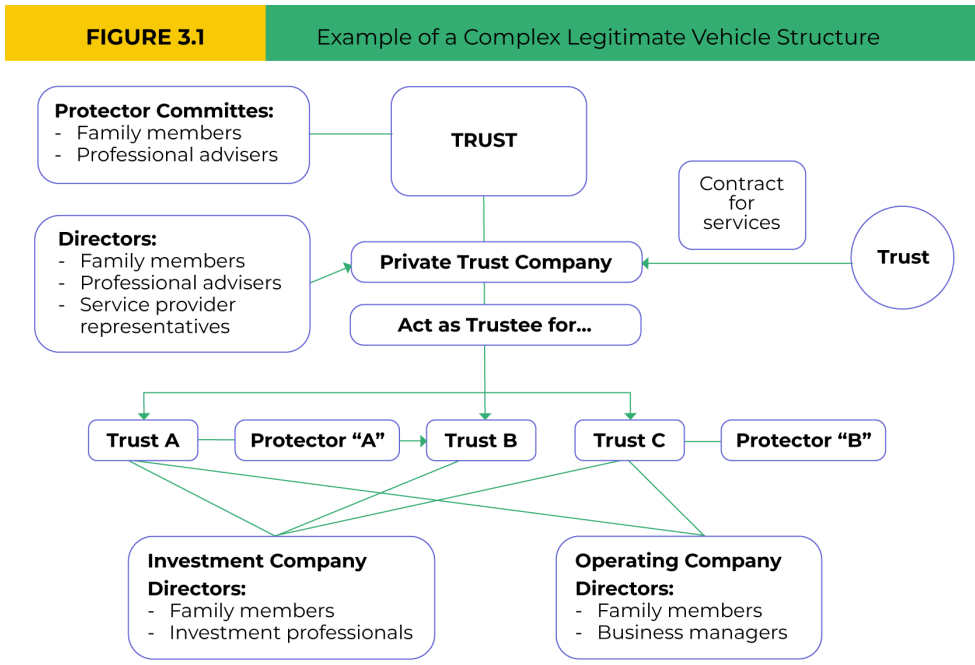 FIGURE 3.1
Example of a Complex Legitimate Vehicle Structure
Protector Committes:
- Family members
- Professional advisers
TRUST
Contract
for
services
Trust
Directors:
- Family members
- Professional advisers
- Service provider
representatives
Private Trust Company
Act as Trustee for...
Trust A
Protector “A”
Trust B
Trust C
Protector “B”
Investment Company
Directors:
- Family members
- Investment professionals
Operating Company
Directors:
- Family members
- Business managers